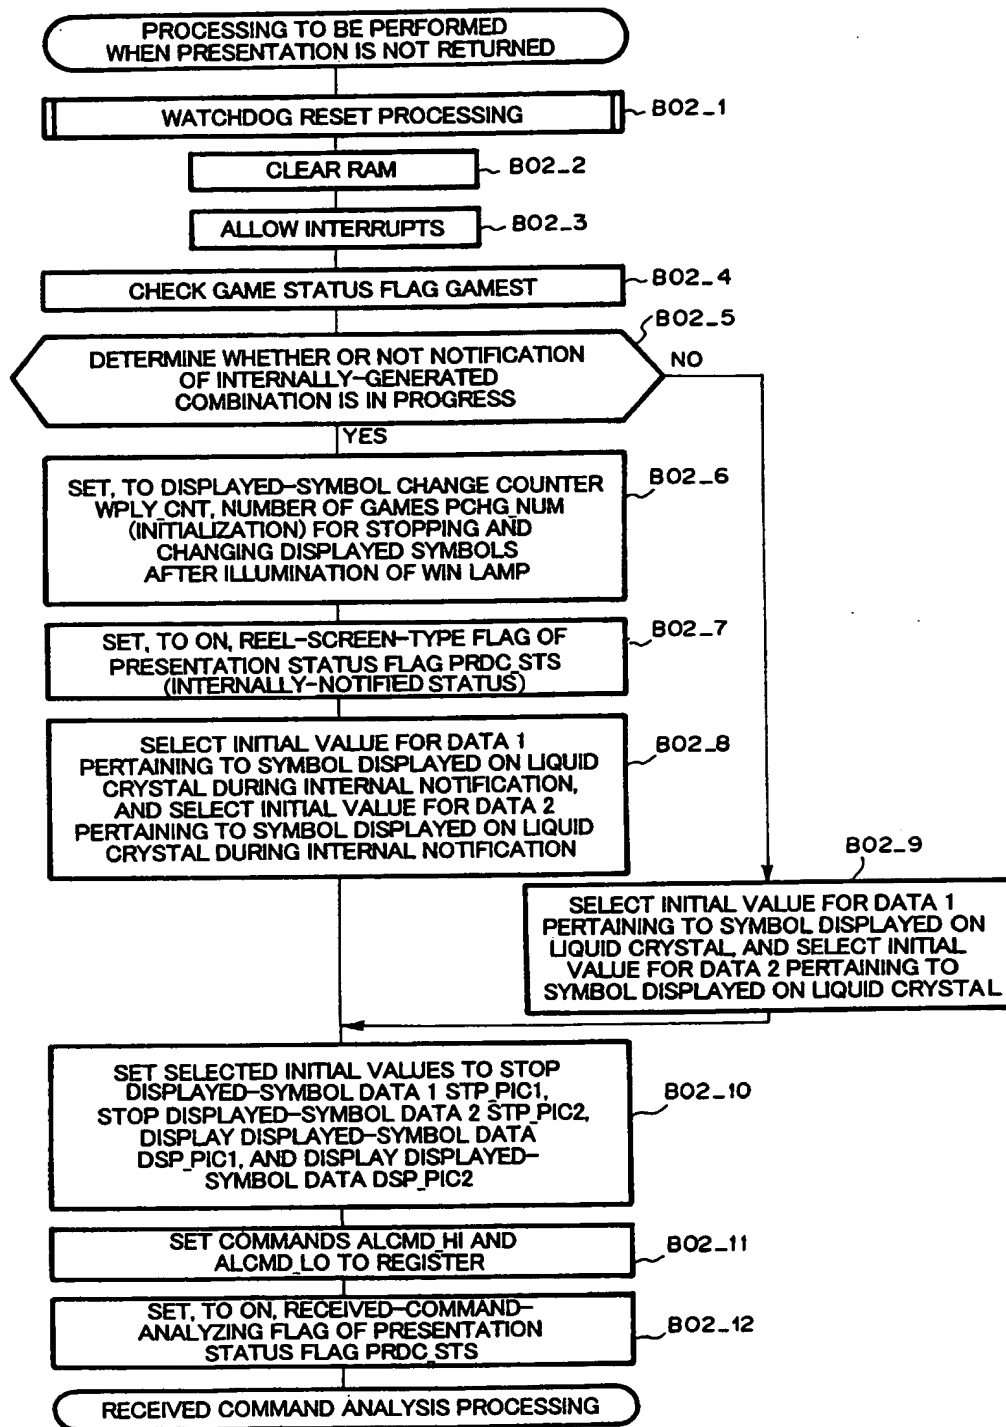 PROCESSING TO BE PERFORMED
WHEN PRESENTATION IS NOT RETURNED
WATCHDOG RESET PROCESSING
B02_1
CLEAR RAM
B02_2
ALLOW INTERRUPTS
B02_3
CHECK GAME STATUS FLAG GAMEST
B02_4
B02_5
DETERMINE WHETHER OR NOT NOTIFICATION
OF INTERNALLY-GENERATED
COMBINATION IS IN PROGRESS
NO
YES
SET, TO DISPLAYED-SYMBOL CHANGE COUNTER
WPLY_CNT, NUMBER OF GAMES PCHG_NUM
(INITIALIZATION) FOR STOPPING AND
CHANGING DISPLAYED SYMBOLS
AFTER ILLUMINATION OF WIN LAMP
B02_6
SET, TO ON, REEL-SCREEN-TYPE FLAG OF
PRESENTATION STATUS FLAG PRDC_STS
(INTERNALLY-NOTIFIED STATUS)
B02_7
SELECT INITIAL VALUE FOR DATA 1
PERTAINING TO SYMBOL DISPLAYED ON LIQUID
CRYSTAL DURING INTERNAL NOTIFICATION,
AND SELECT INITIAL VALUE FOR DATA 2
PERTAINING TO SYMBOL DISPLAYED ON LIQUID
CRYSTAL DURING INTERNAL NOTIFICATION
B02_8
B02_9
SELECT INITIAL VALUE FOR DATA 1
PERTAINING TO SYMBOL DISPLAYED ON
LIQUID CRYSTAL, AND SELECT INITIAL
VALUE FOR DATA 2 PERTAINING TO
SYMBOL DISPLAYED ON LIQUID CRYSTAL
SET SELECTED INITIAL VALUES TO STOP
DISPLAYED-SYMBOL DATA 1 STP_PIC1,
STOP DISPLAYED-SYMBOL DATA 2 STP_PIC2,
DISPLAY DISPLAYED-SYMBOL DATA
DSP_PIC1, AND DISPLAY DISPLAYED-
SYMBOL DATA DSP_PIC2
B02_10
SET COMMANDS ALCMD_HI AND
ALCMD_LO TO REGISTER
B02_11
SET, TO ON, RECEIVED-COMMAND-
ANALYZING FLAG OF PRESENTATION
STATUS FLAG PRDC_STS
B02_12
RECEIVED COMMAND ANALYSIS PROCESSING